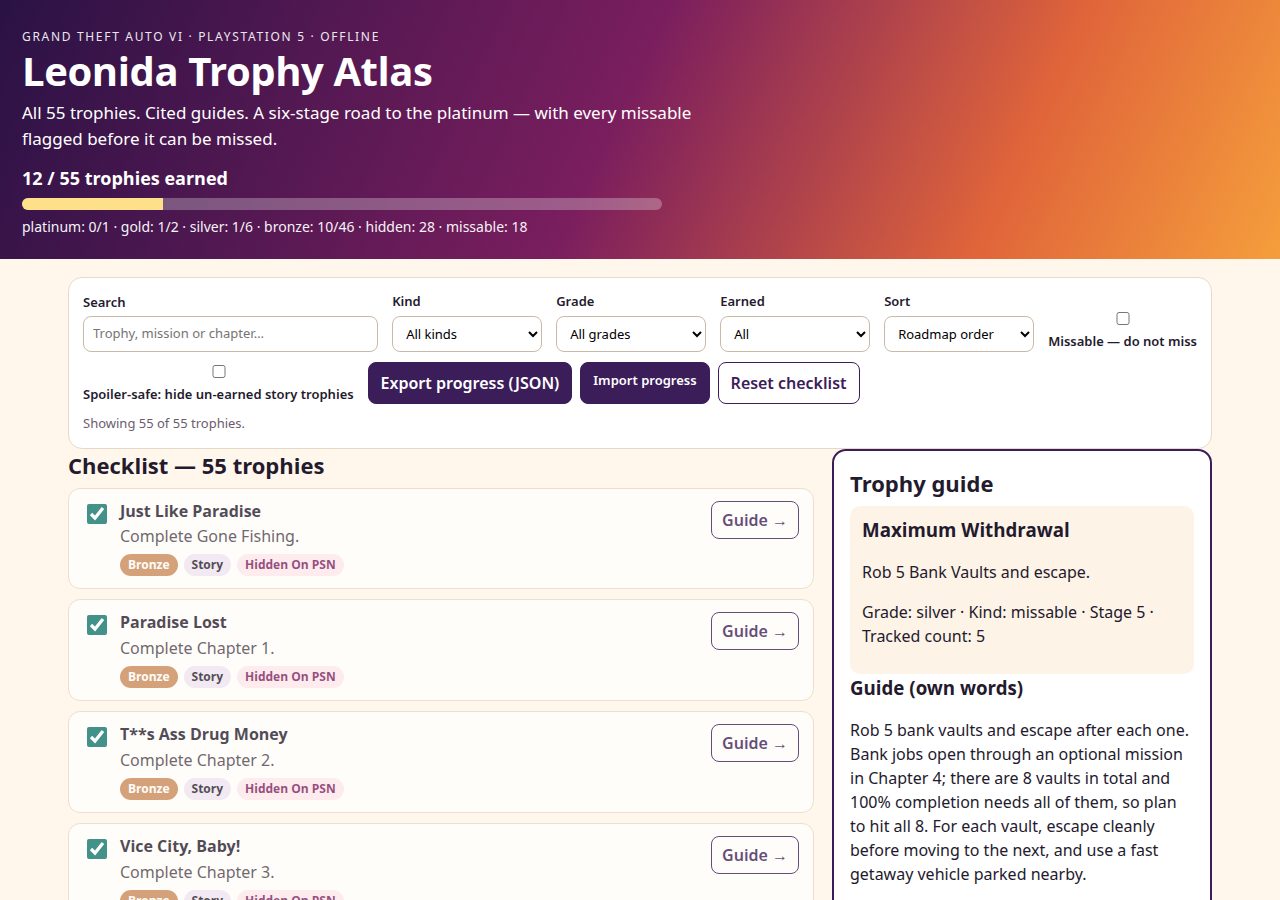 GRAND THEFT AUTO VI · PLAYSTATION 5 · OFFLINE
Leonida Trophy Atlas
All 55 trophies. Cited guides. A six-stage road to the platinum — with every missable
flagged before it can be missed.
12 / 55 trophies earned
platinum: 0/1 · gold: 1/2 · silver: 1/6 · bronze: 10/46 · hidden: 28 · missable: 18
Search
Kind
Grade
Earned
Sort
Trophy, mission or chapter...
All kinds
All grades
All
Roadmap order
Missable — do not miss
Spoiler-safe: hide un-earned story trophies
Export progress (JSON)
Import progress
Reset checklist
Showing 55 of 55 trophies.
Checklist — 55 trophies
Just Like Paradise
Complete Gone Fishing.
Bronze
Story
Hidden On PSN
Guide →
Paradise Lost
Complete Chapter 1.
Bronze
Story
Hidden On PSN
Guide →
T**s Ass Drug Money
Complete Chapter 2.
Bronze
Story
Hidden On PSN
Guide →
Vice City, Baby!
Complete Chapter 3.
Bronze
Story
Hidden On PSN
Guide →
Trophy guide
Maximum Withdrawal
Rob 5 Bank Vaults and escape.
Grade: silver · Kind: missable · Stage 5 ·
Tracked count: 5
Guide (own words)
Rob 5 bank vaults and escape after each one.
Bank jobs open through an optional mission
in Chapter 4; there are 8 vaults in total and
100% completion needs all of them, so plan
to hit all 8. For each vault, escape cleanly
before moving to the next, and use a fast
getaway vehicle parked nearby.